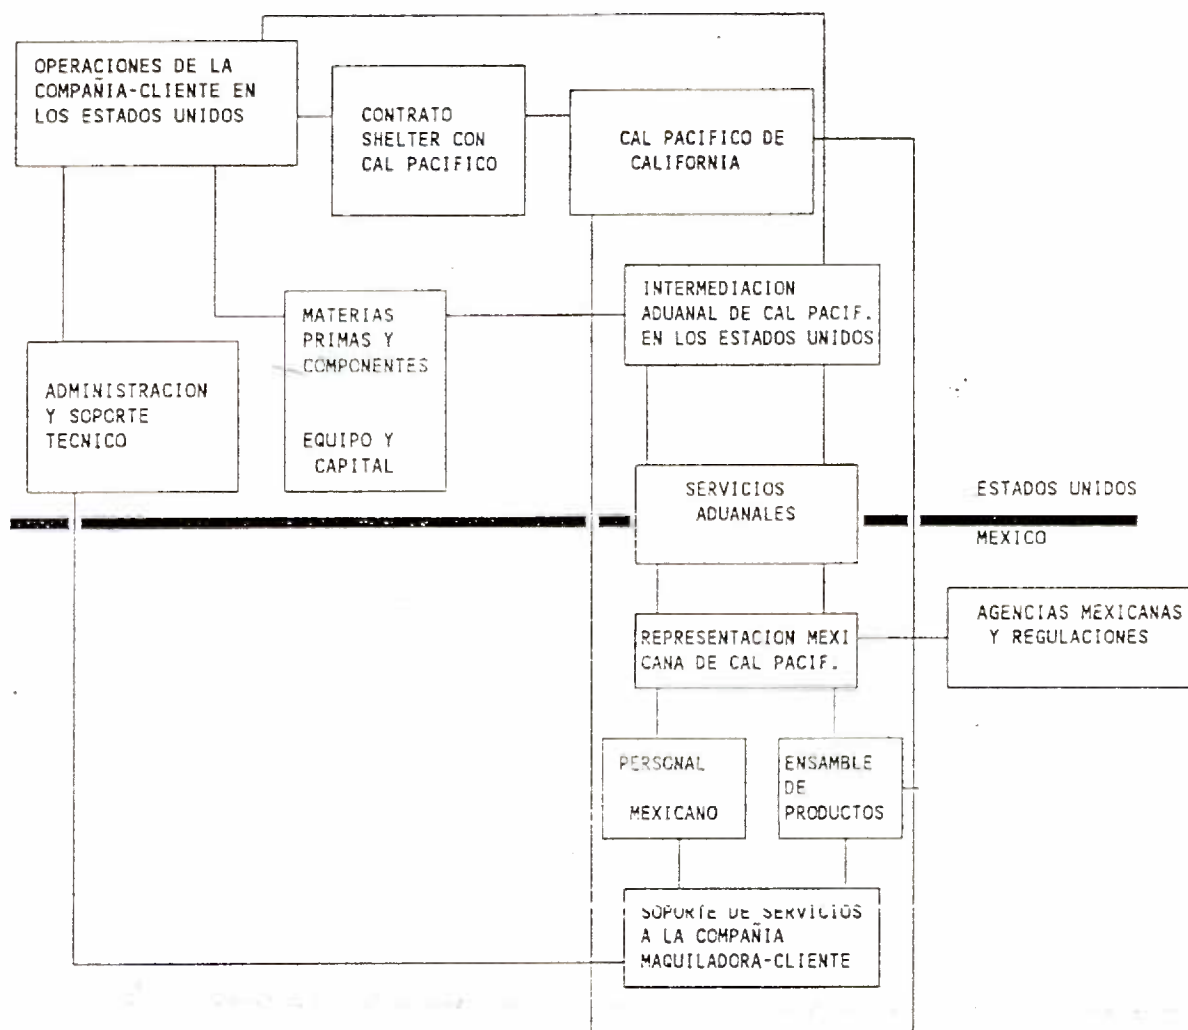 OPERACIONES DE LA
COMPAÑIA-CLIENTE EN
LOS ESTADOS UNIDOS
CONTRATO
SHELTER CON
CAL PACIFICO
CAL PACIFICO DE
CALIFORNIA
MATERIAS
PRIMAS Y
COMPONENTES
EQUIPO Y
CAPITAL
INTERMEDIACION
ADUANAL DE CAL PACIF.
EN LOS ESTADOS UNIDOS
ADMINISTRACION
Y SOPORTE
TECNICO
SERVICIOS
ADUANALES
ESTADOS UNIDOS
MEXICO
REPRESENTACION MEXI
CANA DE CAL PACIF.
AGENCIAS MEXICANAS
Y REGULACIONES
PERSONAL
MEXICANO
ENSAMBLE
DE
PRODUCTOS
SOPORTE DE SERVICIOS
A LA COMPAÑIA
MAQUILADORA-CLIENTE